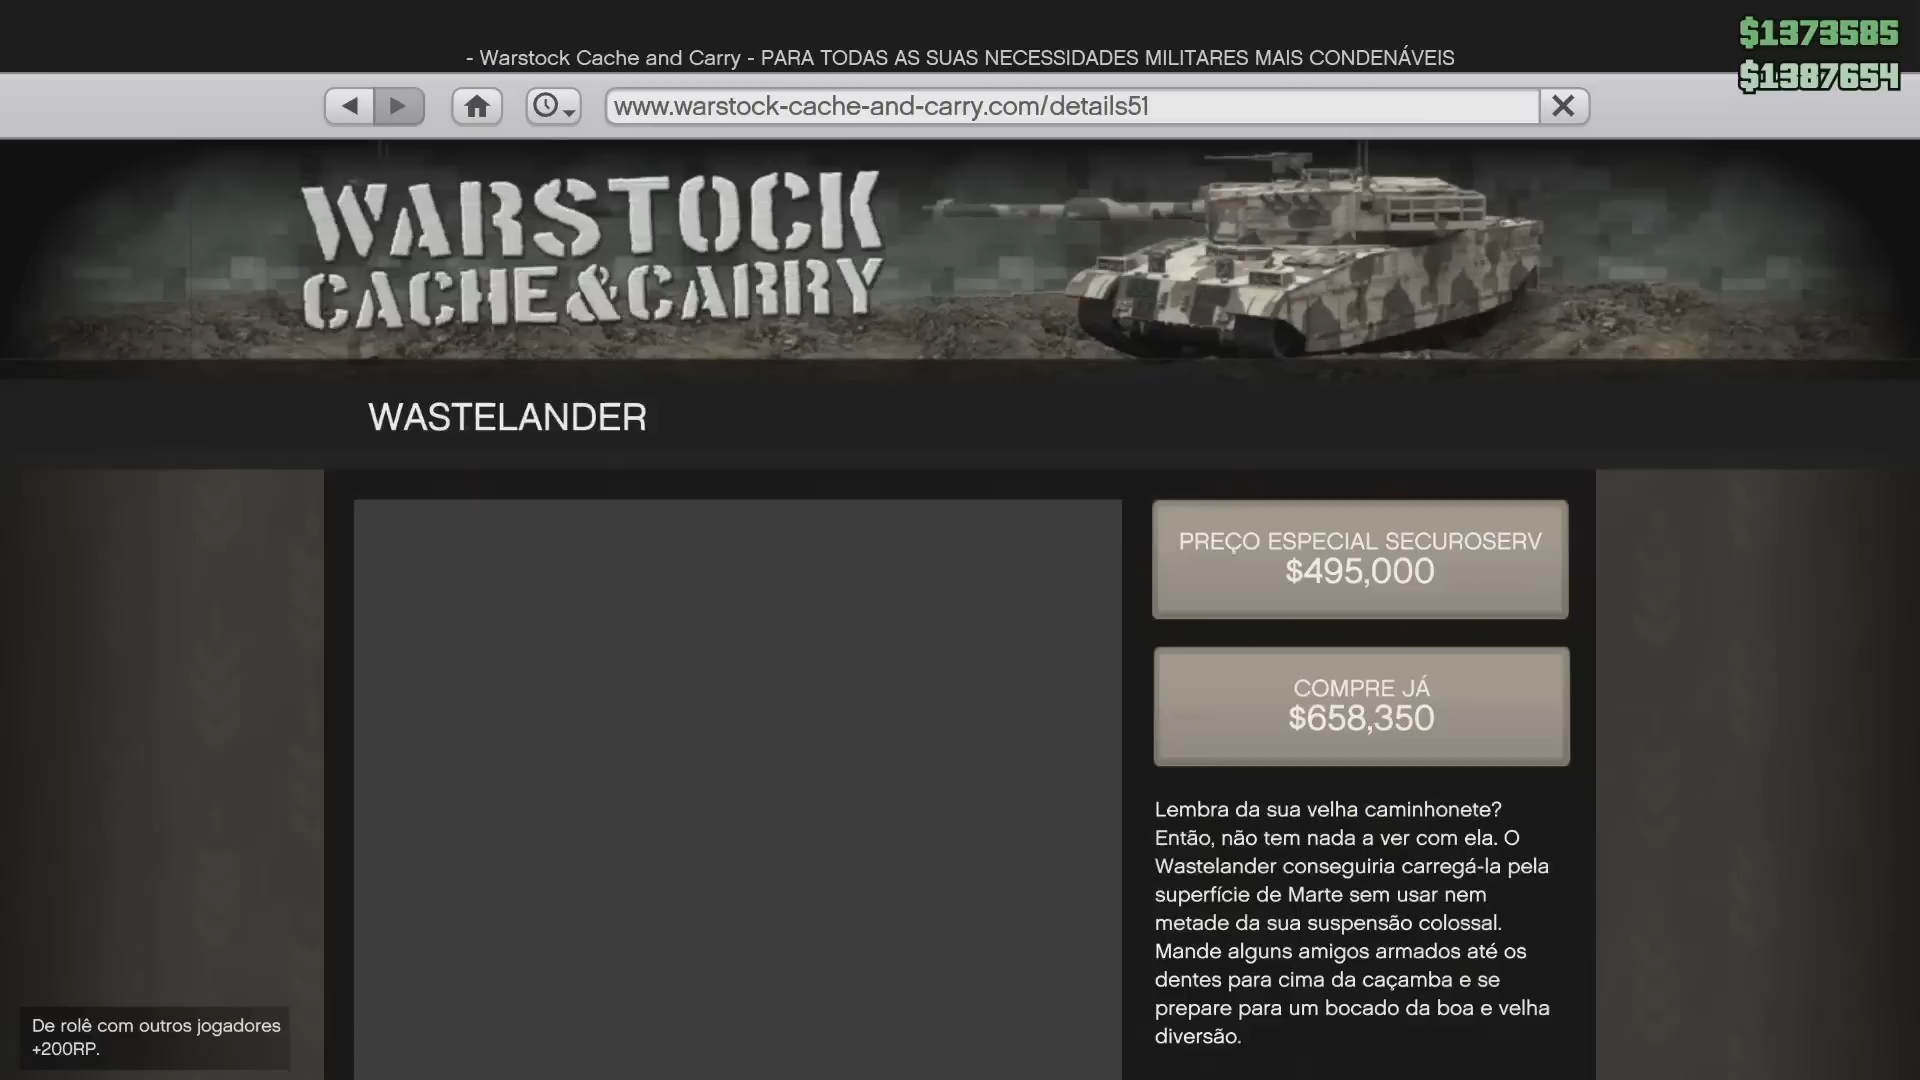 $1373585
- Warstock Cache and Carry - PARA TODAS AS SUAS NECESSIDADES MILITARES MAIS CONDENÁVEIS
$1387654
www.warstock-cache-and-carry.com/details51
WARSTOCK
CACHE&CARRY
WASTELANDER
PREÇO ESPECIAL SECUROSERV
$495,000
COMPRE JÁ
$658,350
Lembra da sua velha caminhonete?
Então, não tem nada a ver com ela. O
Wastelander conseguiria carregá-la pela
superfície de Marte sem usar nem
metade da sua suspensão colossal.
Mande alguns amigos armados até os
dentes para cima da caçamba e se
prepare para um bocado da boa e velha
diversão.
De rolê com outros jogadores
+200RP.